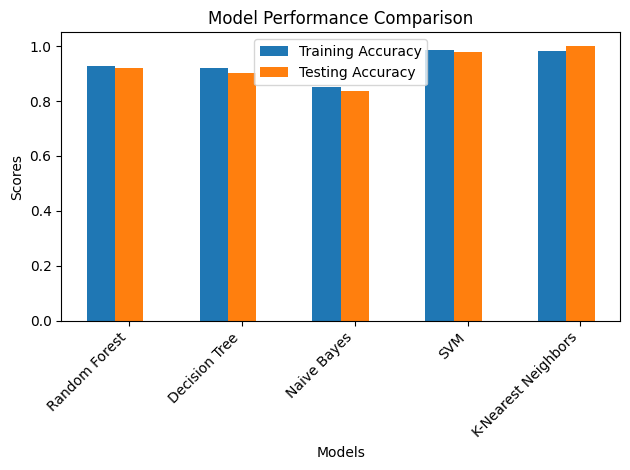 Model Performance Comparison
Training Accuracy
Testing Accuracy
Scores
1.0
0.8
0.6
0.4
0.2
0.0
Random Forest
Decision Tree
Naive Bayes
SVM
K-Nearest Neighbors
Models